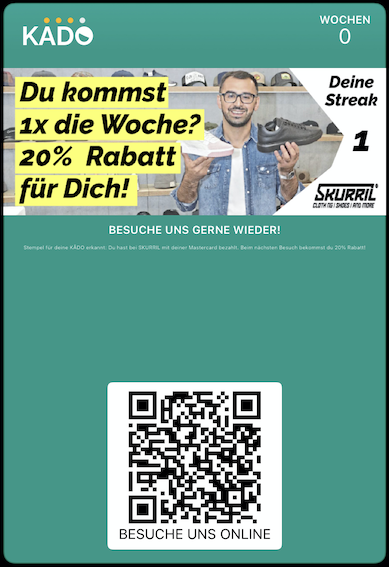 KADO
WOCHEN
0
Du kommst
1x die Woche?
20% Rabatt
für Dich!
Deine
Streak
1
SKURRIL
CLOTHING | SHOES | AND MORE
BESUCHE UNS GERNE WIEDER!
Stempel für deine KÄDO erkannt: Du hast bei SKURRIL mit deiner Mastercard bezahlt. Beim nächsten Besuch bekommst du 20% Rabatt!
BESUCHE UNS ONLINE